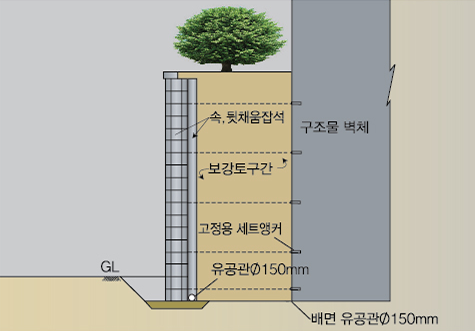 속,뒷채움잡석
구조물 벽체
보강토구간
고정용 세트앵커
GL
유공관Ø150mm
배면 유공관Ø150mm